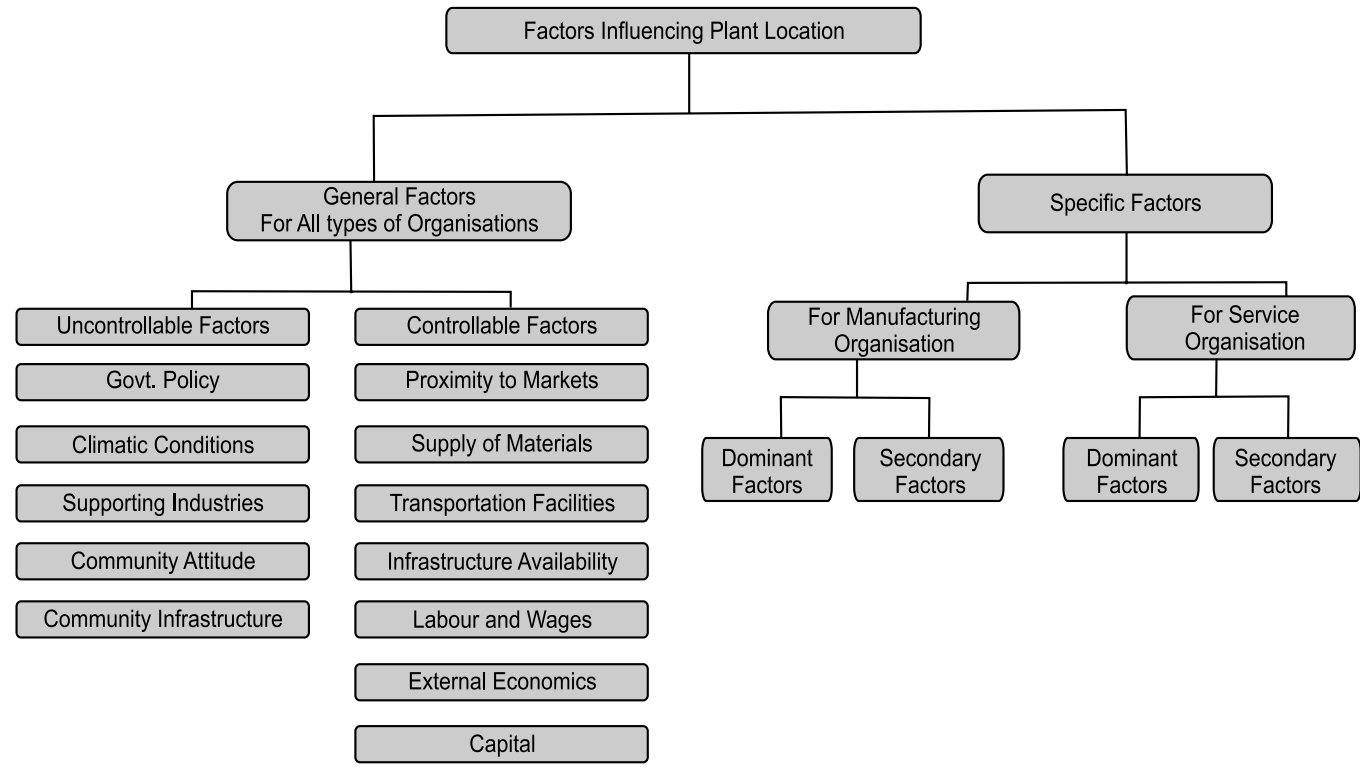 Factors Influencing Plant Location
General Factors
For All types of Organisations
Specific Factors
Uncontrollable Factors
Govt. Policy
Climatic Conditions
Supporting Industries
Community Attitude
Community Infrastructure
Controllable Factors
Proximity to Markets
Supply of Materials
Transportation Facilities
Infrastructure Availability
Labour and Wages
External Economics
Capital
For Manufacturing
Organisation
Dominant
Factors
Secondary
Factors
For Service
Organisation
Dominant
Factors
Secondary
Factors